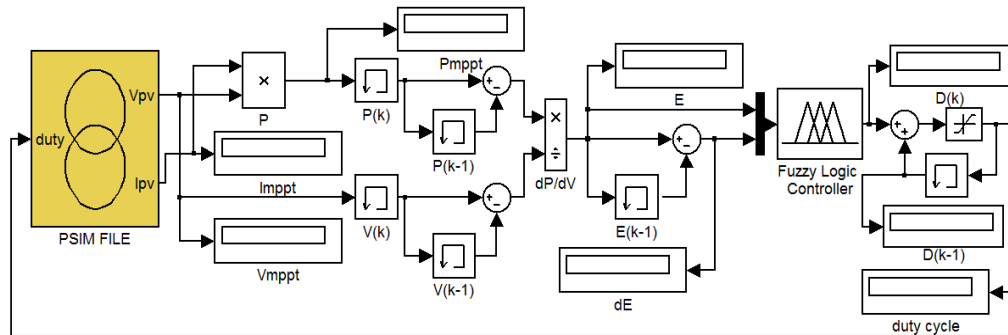 Vpv
duty
Ipv
PSIM FILE
×
P
Imppt
Vmppt
Pmppt
P(k)
P(k-1)
V(k)
V(k-1)
+
−
+
−
×
÷
dP/dV
E
+
−
E(k-1)
dE
Fuzzy Logic
Controller
D(k)
+
+
D(k-1)
duty cycle